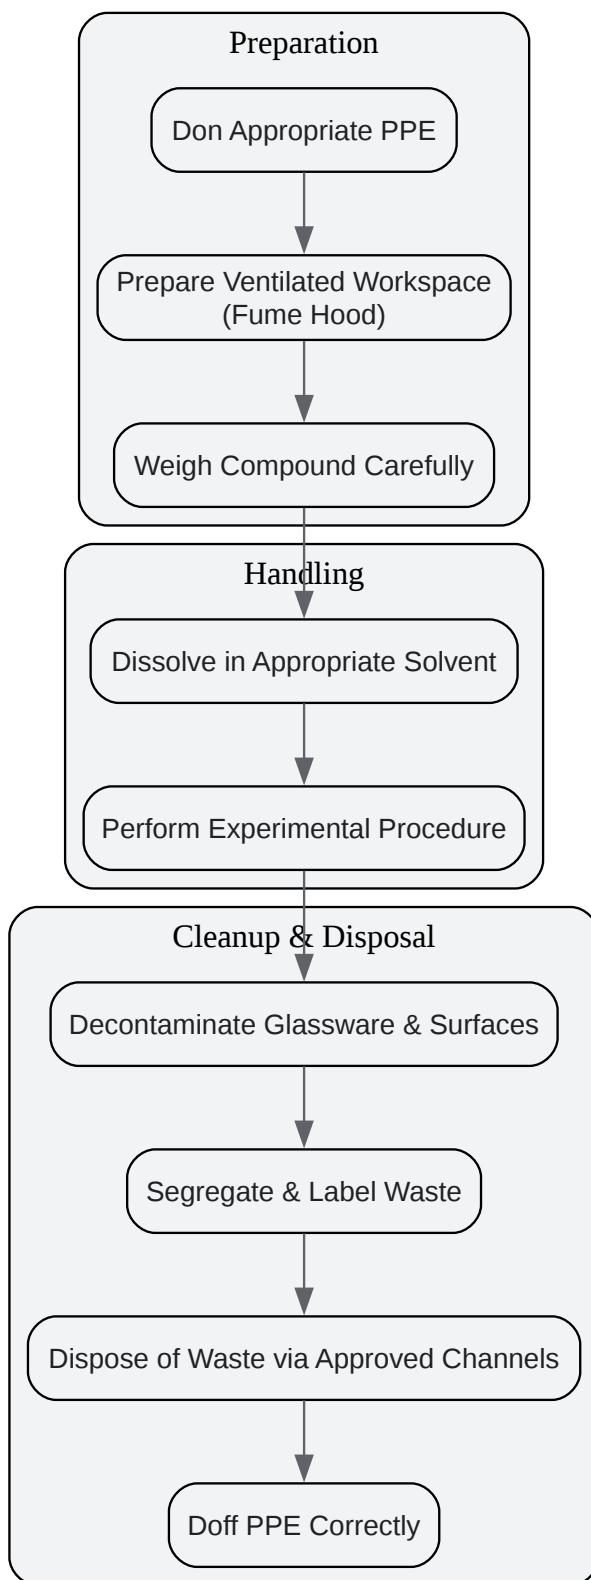 Preparation
Don Appropriate PPE
Prepare Ventilated Workspace
(Fume Hood)
Weigh Compound Carefully
Handling
Dissolve in Appropriate Solvent
Perform Experimental Procedure
Cleanup & Disposal
Decontaminate Glassware & Surfaces
Segregate & Label Waste
Dispose of Waste via Approved Channels
Doff PPE Correctly